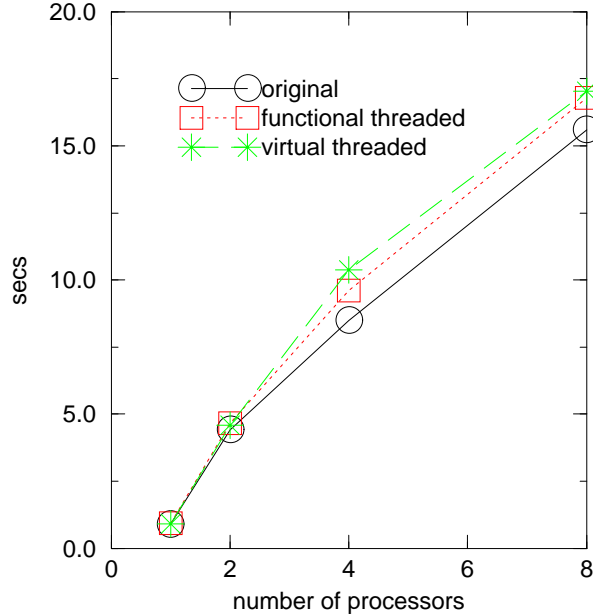 20.0
original
functional threaded
virtual threaded
15.0
secs
10.0
5.0
0.0
0 2 4 6 8
number of processors